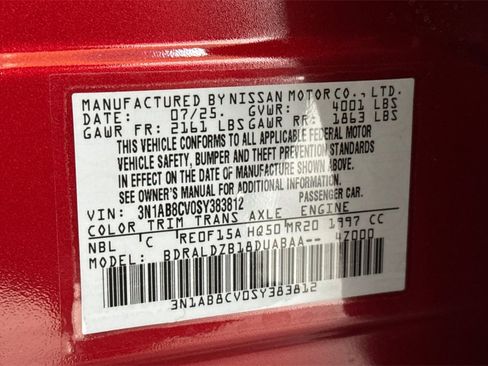 MANUFACTURED BY NISSAN MOTOR CO., LTD.
DATE: 07/25. GVWR: 4001 LBS
GAWR FR: 2161 LBS GAWR RR: 1863 LBS
THIS VEHICLE CONFORMS TO ALL APPLICABLE FEDERAL MOTOR
VEHICLE SAFETY, BUMPER AND THEFT PREVENTION STANDARDS
IN EFFECT ON THE DATE OF MANUFACTURE SHOWN ABOVE.
SEE OWNER'S MANUAL FOR ADDITIONAL INFORMATION
PASSENGER CAR.
VIN: 3N1AB8CV0SY383812
COLOR TRIM TRANS AXLE ENGINE
NBL C RE0F15A HQ50 MR20 1997 CC
MODEL: BDRALDZB18DUABAA-- 47000
3N1AB8CV0SY383812